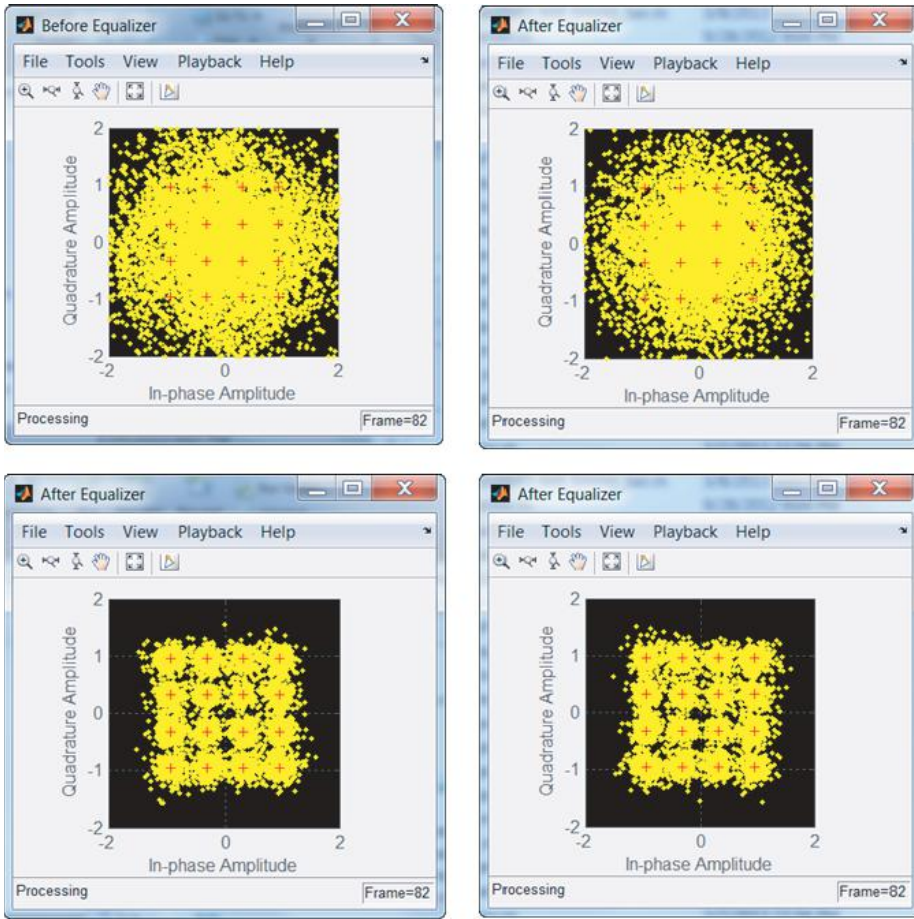 Before Equalizer
File Tools View Playback Help
2
1
0
-1
-2
-2 0 2
Quadrature Amplitude
In-phase Amplitude
Processing Frame=82
After Equalizer
File Tools View Playback Help
2
1
0
-1
-2
-2 0 2
Quadrature Amplitude
In-phase Amplitude
Processing Frame=82
After Equalizer
File Tools View Playback Help
2
1
0
-1
-2
-2 0 2
Quadrature Amplitude
In-phase Amplitude
Processing Frame=82
After Equalizer
File Tools View Playback Help
2
1
0
-1
-2
-2 0 2
Quadrature Amplitude
In-phase Amplitude
Processing Frame=82